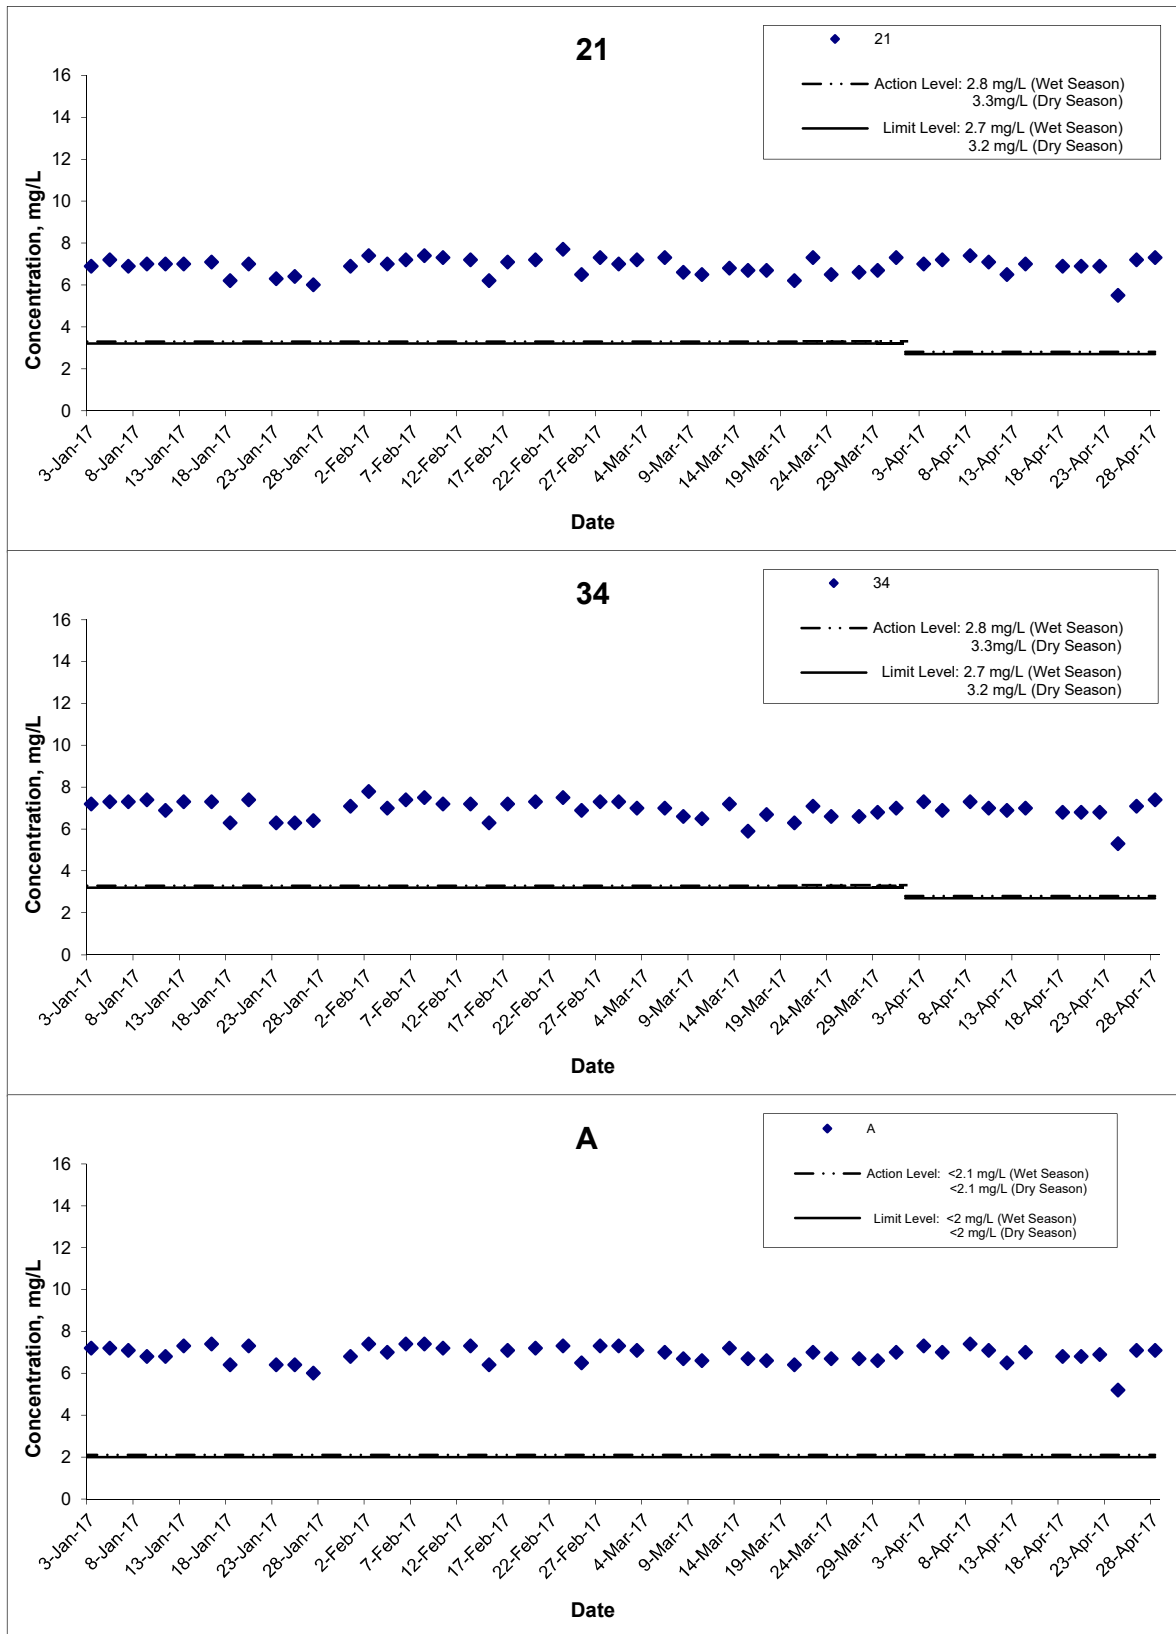 21
21
Action Level: 2.8 mg/L (Wet Season)
3.3mg/L (Dry Season)
Limit Level: 2.7 mg/L (Wet Season)
3.2 mg/L (Dry Season)
Concentration, mg/L
16
14
12
10
8
6
4
2
0
3-Jan-17
8-Jan-17
13-Jan-17
18-Jan-17
23-Jan-17
28-Jan-17
2-Feb-17
7-Feb-17
12-Feb-17
17-Feb-17
22-Feb-17
27-Feb-17
4-Mar-17
9-Mar-17
14-Mar-17
19-Mar-17
24-Mar-17
29-Mar-17
3-Apr-17
8-Apr-17
13-Apr-17
18-Apr-17
23-Apr-17
28-Apr-17
Date
34
34
Action Level: 2.8 mg/L (Wet Season)
3.3mg/L (Dry Season)
Limit Level: 2.7 mg/L (Wet Season)
3.2 mg/L (Dry Season)
Concentration, mg/L
16
14
12
10
8
6
4
2
0
3-Jan-17
8-Jan-17
13-Jan-17
18-Jan-17
23-Jan-17
28-Jan-17
2-Feb-17
7-Feb-17
12-Feb-17
17-Feb-17
22-Feb-17
27-Feb-17
4-Mar-17
9-Mar-17
14-Mar-17
19-Mar-17
24-Mar-17
29-Mar-17
3-Apr-17
8-Apr-17
13-Apr-17
18-Apr-17
23-Apr-17
28-Apr-17
Date
A
A
Action Level: <2.1 mg/L (Wet Season)
<2.1 mg/L (Dry Season)
Limit Level: <2 mg/L (Wet Season)
<2 mg/L (Dry Season)
Concentration, mg/L
16
14
12
10
8
6
4
2
0
3-Jan-17
8-Jan-17
13-Jan-17
18-Jan-17
23-Jan-17
28-Jan-17
2-Feb-17
7-Feb-17
12-Feb-17
17-Feb-17
22-Feb-17
27-Feb-17
4-Mar-17
9-Mar-17
14-Mar-17
19-Mar-17
24-Mar-17
29-Mar-17
3-Apr-17
8-Apr-17
13-Apr-17
18-Apr-17
23-Apr-17
28-Apr-17
Date